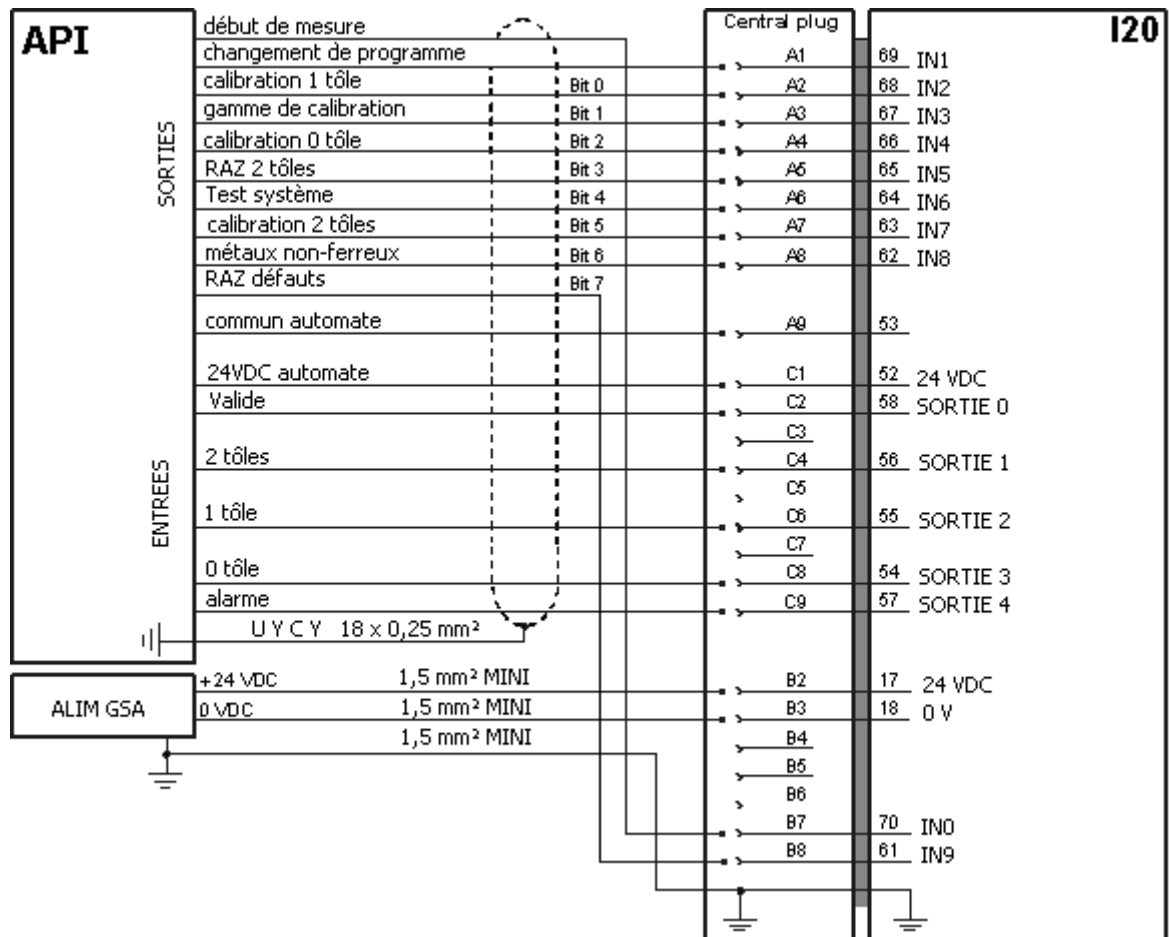 API
Central plug
I20
début de mesure
changement de programme A1 69 IN1
calibration 1 tôle Bit 0 A2 68 IN2
gamme de calibration Bit 1 A3 67 IN3
calibration 0 tôle Bit 2 A4 66 IN4
RAZ 2 tôles Bit 3 A5 65 IN5
Test système Bit 4 A6 64 IN6
calibration 2 tôles Bit 5 A7 63 IN7
métaux non-ferreux Bit 6 A8 62 IN8
RAZ défauts Bit 7
SORTIES
commun automate A9 53
24VDC automate C1 52 24 VDC
Valide C2 58 SORTIE 0
C3
2 tôles C4 56 SORTIE 1
C5
1 tôle C6 55 SORTIE 2
C7
0 tôle C8 54 SORTIE 3
alarme C9 57 SORTIE 4
ENTREES
U Y C Y 18 x 0,25 mm²
ALIM GSA
+24 VDC 1,5 mm² MINI B2 17 24 VDC
0 VDC 1,5 mm² MINI B3 18 0 V
1,5 mm² MINI B4
B5
B6
B7 70 IN0
B8 61 IN9